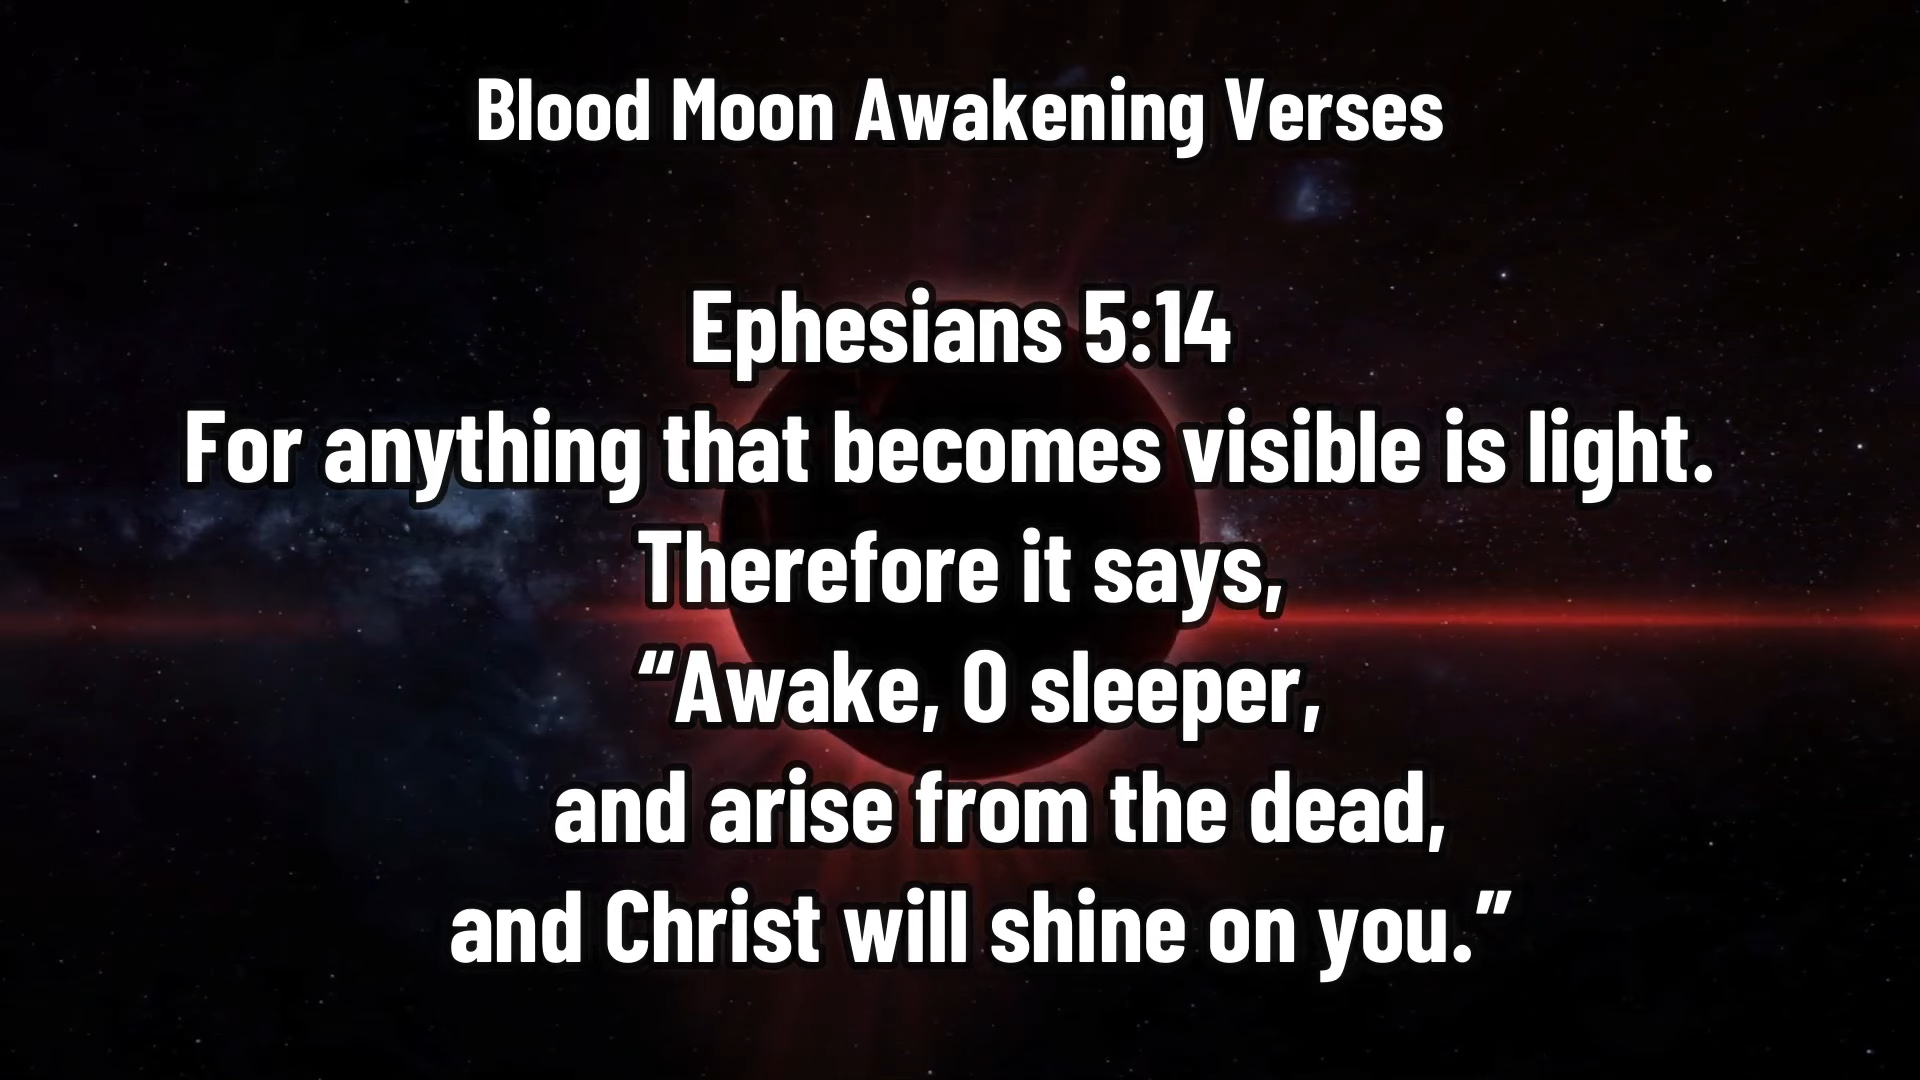 Blood Moon Awakening Verses
Ephesians 5:14
For anything that becomes visible is light.
Therefore it says,
“Awake, O sleeper,
and arise from the dead,
and Christ will shine on you.”